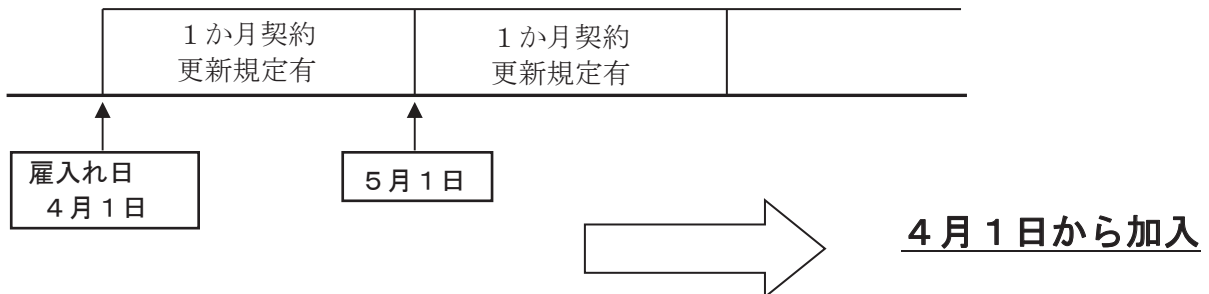 １か月契約
更新規定有
１か月契約
更新規定有
雇入れ日
４月１日
５月１日
４月１日から加入